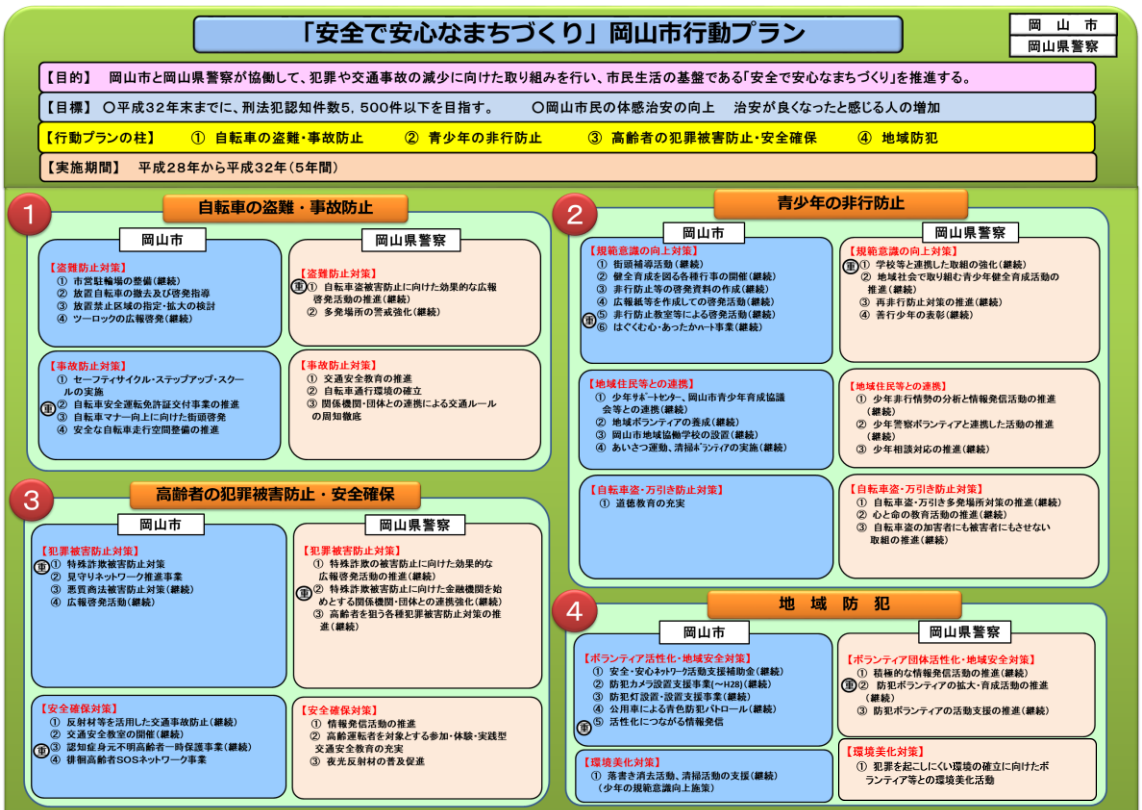 「安全で安心なまちづくり」岡山市行動プラン
岡山市
岡山県警察
【目的】 岡山市と岡山県警察が協働して、犯罪や交通事故の減少に向けた取り組みを行い、市民生活の基盤である「安全で安心なまちづくり」を推進する。
【目標】 ○平成32年末までに、刑法犯認知件数5,500件以下を目指す。 ○岡山市民の体感治安の向上 治安が良くなったと感じる人の増加
【行動プランの柱】 ① 自転車の盗難・事故防止 ② 青少年の非行防止 ③ 高齢者の犯罪被害防止・安全確保 ④ 地域防犯
【実施期間】 平成28年から平成32年(5年間)
1
自転車の盗難・事故防止
岡山市
【盗難防止対策】
① 市営駐輪場の整備(継続)
② 放置自転車の撤去及び啓発指導
③ 放置禁止区域の指定・拡大の検討
④ ツーロックの広報啓発(継続)
【事故防止対策】
① セーフティサイクル・ステップアップ・スクー
ルの実施
重② 自転車安全運転免許証交付事業の推進
③ 自転車マナー向上に向けた街頭啓発
④ 安全な自転車走行空間整備の推進
岡山県警察
【盗難防止対策】
重① 自転車盗被害防止に向けた効果的な広報
啓発活動の推進(継続)
② 多発場所の警戒強化(継続)
【事故防止対策】
① 交通安全教育の推進
② 自転車通行環境の確立
③ 関係機関・団体との連携による交通ルール
の周知徹底
2
青少年の非行防止
岡山市
【規範意識の向上対策】
① 街頭補導活動(継続)
② 健全育成を図る各種行事の開催(継続)
③ 非行防止等の啓発資料の作成(継続)
④ 広報紙等を作成しての啓発活動(継続)
重⑤ 非行防止教室等による啓発活動(継続)
⑥ はぐくむ心・あったかハート事業(継続)
【地域住民等との連携】
① 少年サポートセンター、岡山市青少年育成協議
会等との連携(継続)
② 地域ボランティアの養成(継続)
③ 岡山市地域協働学校の設置(継続)
④ あいさつ運動、清掃ボランティアの実施(継続)
【自転車盗・万引き防止対策】
① 道徳教育の充実
岡山県警察
【規範意識の向上対策】
重① 学校等と連携した取組の強化(継続)
② 地域社会で取り組む青少年健全育成活動の
推進(継続)
③ 再非行防止対策の推進(継続)
④ 善行少年の表彰(継続)
【地域住民等との連携】
① 少年非行情勢の分析と情報発信活動の推進
(継続)
② 少年警察ボランティアと連携した活動の推進
(継続)
③ 少年相談対応の推進(継続)
【自転車盗・万引き防止対策】
① 自転車盗・万引き多発場所対策の推進(継続)
② 心と命の教育活動の推進(継続)
③ 自転車盗の加害者にも被害者にもさせない
取組の推進(継続)
3
高齢者の犯罪被害防止・安全確保
岡山市
【犯罪被害防止対策】
重① 特殊詐欺被害防止対策
② 見守りネットワーク推進事業
③ 悪質商法被害防止対策(継続)
④ 広報啓発活動(継続)
【安全確保対策】
① 反射材等を活用した交通事故防止(継続)
② 交通安全教室の開催(継続)
重③ 認知症身元不明高齢者一時保護事業(継続)
④ 徘徊高齢者SOSネットワーク事業
岡山県警察
【犯罪被害防止対策】
① 特殊詐欺の被害防止に向けた効果的な
広報啓発活動の推進(継続)
重② 特殊詐欺被害防止に向けた金融機関を始
めとする関係機関・団体との連携強化(継続)
③ 高齢者を狙う各種犯罪被害防止対策の推
進(継続)
【安全確保対策】
① 情報発信活動の推進
② 高齢運転者を対象とする参加・体験・実践型
交通安全教育の充実
③ 夜光反射材の普及促進
4
地域防犯
岡山市
【ボランティア活性化・地域安全対策】
① 安全・安心ネットワーク活動支援補助金(継続)
② 防犯カメラ設置支援事業(~H28)(継続)
③ 防犯灯設置・設置支援事業(継続)
④ 公用車による青色防犯パトロール(継続)
重⑤ 活性化につながる情報発信
【環境美化対策】
① 落書き消去活動、清掃活動の支援(継続)
(少年の規範意識向上施策)
岡山県警察
【ボランティア団体活性化・地域安全対策】
① 積極的な情報発信活動の推進(継続)
重② 防犯ボランティアの拡大・育成活動の推進
(継続)
③ 防犯ボランティアの活動支援の推進(継続)
【環境美化対策】
① 犯罪を起こしにくい環境の確立に向けたボ
ランティア等との環境美化活動